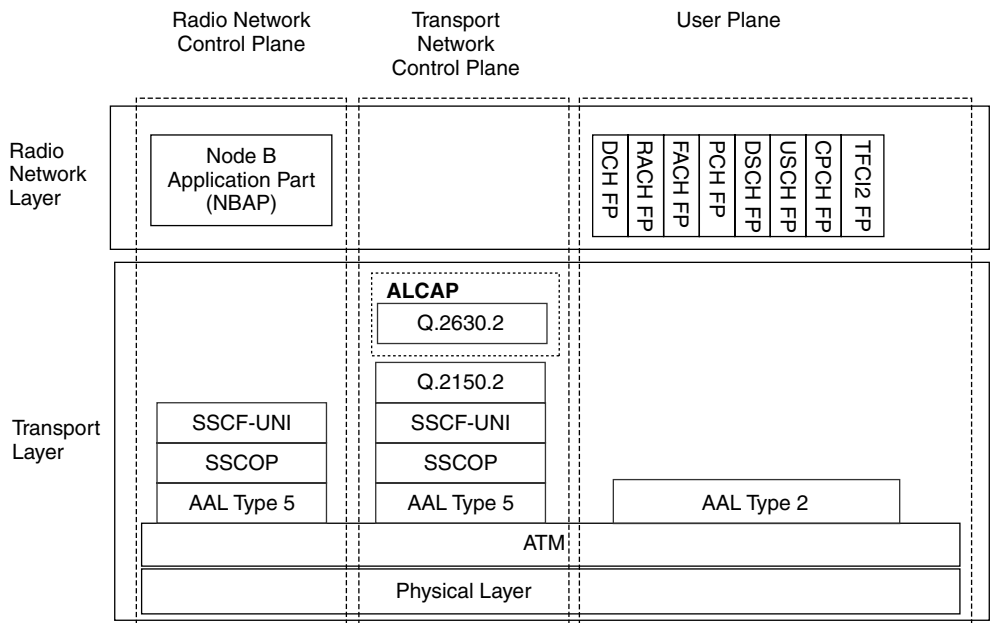 Radio Network
Control Plane
Transport
Network
Control Plane
User Plane
Radio
Network
Layer
Node B
Application Part
(NBAP)
DCH FP
RACH FP
FACH FP
PCH FP
DSCH FP
USCH FP
CPCH FP
TFCI2 FP
ALCAP
Q.2630.2
Q.2150.2
Transport
Layer
SSCF-UNI
SSCOP
AAL Type 5
SSCF-UNI
SSCOP
AAL Type 5
AAL Type 2
ATM
Physical Layer